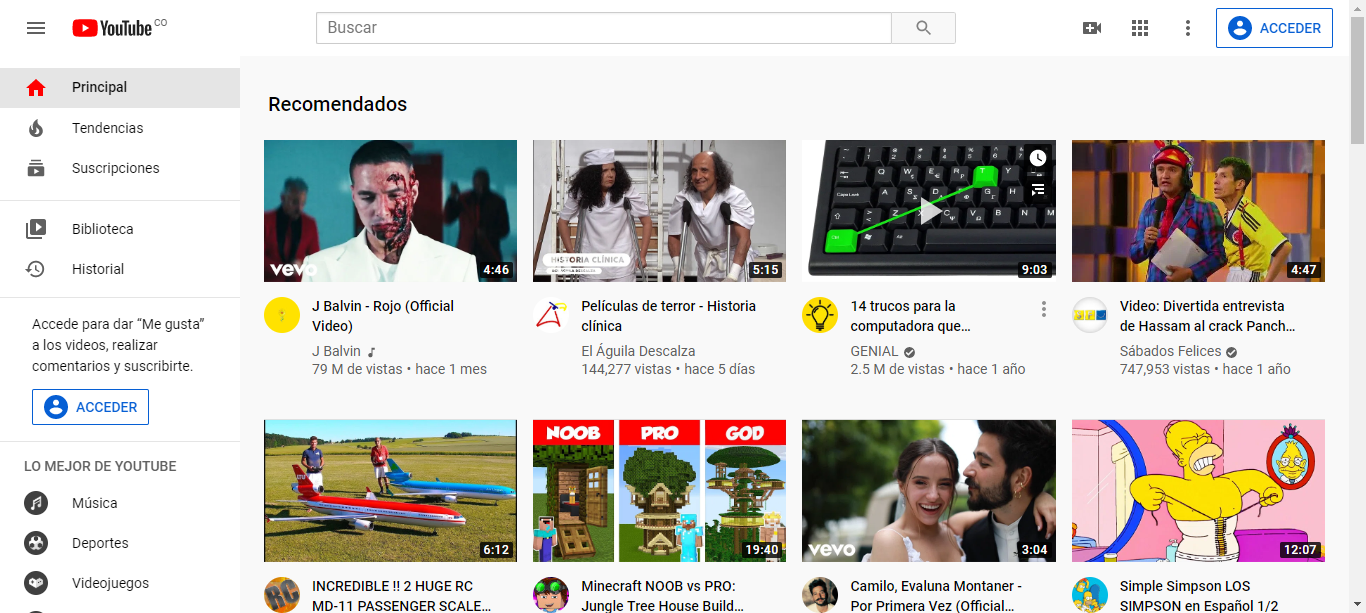 YouTube CO
Buscar
ACCEDER
Principal
Tendencias
Suscripciones
Biblioteca
Historial
Accede para dar “Me gusta”
a los videos, realizar
comentarios y suscribirte.
ACCEDER
LO MEJOR DE YOUTUBE
Música
Deportes
Videojuegos
Recomendados
vevo
4:46
J Balvin - Rojo (Official
Video)
J Balvin
79 M de vistas • hace 1 mes
HISTORIA CLÍNICA
5:15
Películas de terror - Historia
clínica
El Águila Descalza
144,277 vistas • hace 5 días
9:03
14 trucos para la
computadora que…
GENIAL
2.5 M de vistas • hace 1 año
4:47
Video: Divertida entrevista
de Hassam al crack Panch…
Sábados Felices
747,953 vistas • hace 1 año
6:12
RC
INCREDIBLE !! 2 HUGE RC
MD-11 PASSENGER SCALE…
NOOB PRO GOD
19:40
Minecraft NOOB vs PRO:
Jungle Tree House Build…
vevo
3:04
Camilo, Evaluna Montaner -
Por Primera Vez (Official…
12:07
Simple Simpson LOS
SIMPSON en Español 1/2